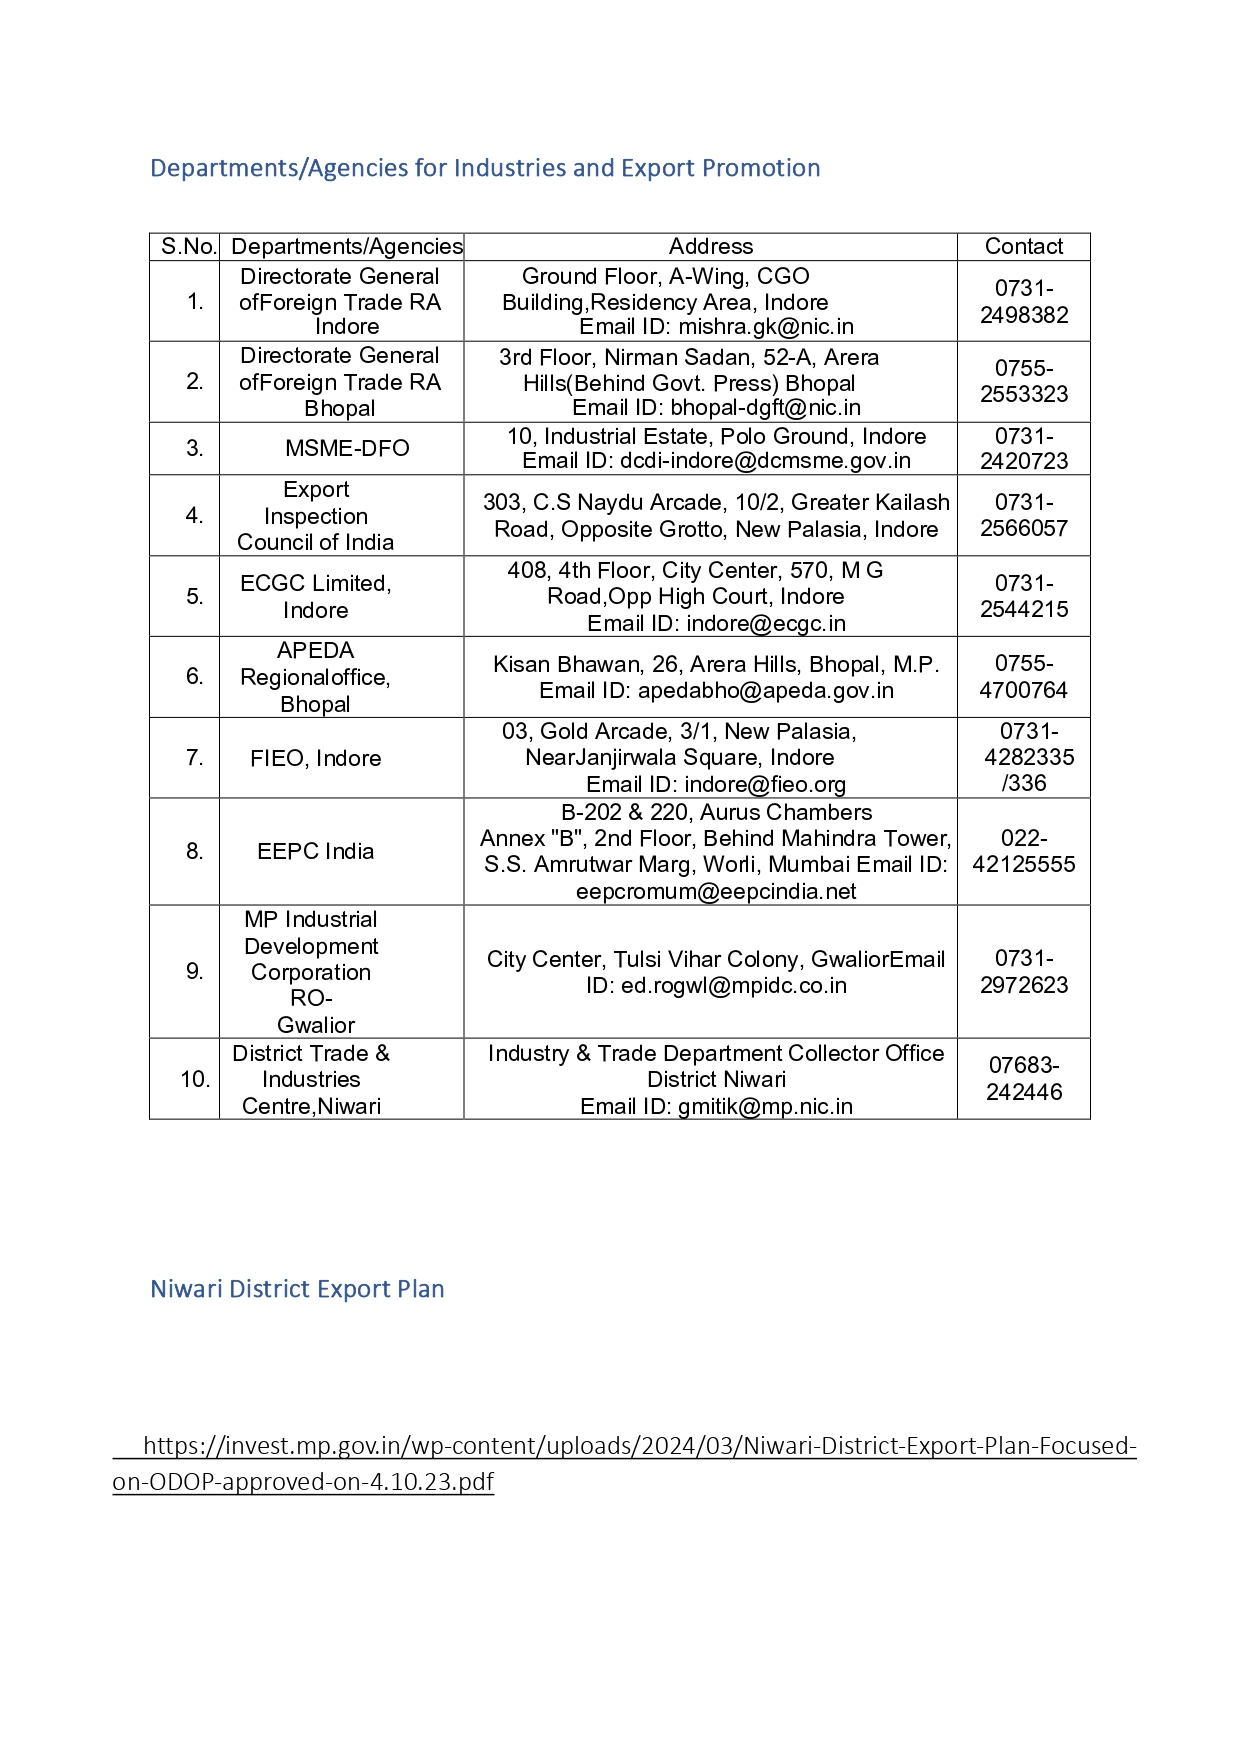 Departments/Agencies for Industries and Export Promotion
S.No. Departments/Agencies Address Contact
1.
Directorate General
ofForeign Trade RA
Indore
Ground Floor, A-Wing, CGO
Building,Residency Area, Indore
Email ID: mishra.gk@nic.in
0731-
2498382
2.
Directorate General
ofForeign Trade RA
Bhopal
3rd Floor, Nirman Sadan, 52-A, Arera
Hills(Behind Govt. Press) Bhopal
Email ID: bhopal-dgft@nic.in
0755-
2553323
3.
MSME-DFO
10, Industrial Estate, Polo Ground, Indore
Email ID: dcdi-indore@dcmsme.gov.in
0731-
2420723
4.
Export
Inspection
Council of India
303, C.S Naydu Arcade, 10/2, Greater Kailash
Road, Opposite Grotto, New Palasia, Indore
0731-
2566057
5.
ECGC Limited,
Indore
408, 4th Floor, City Center, 570, M G
Road,Opp High Court, Indore
Email ID: indore@ecgc.in
0731-
2544215
6.
APEDA
Regionaloffice,
Bhopal
Kisan Bhawan, 26, Arera Hills, Bhopal, M.P.
Email ID: apedabho@apeda.gov.in
0755-
4700764
7.
FIEO, Indore
03, Gold Arcade, 3/1, New Palasia,
NearJanjirwala Square, Indore
Email ID: indore@fieo.org
0731-
4282335
/336
8.
EEPC India
B-202 & 220, Aurus Chambers
Annex "B", 2nd Floor, Behind Mahindra Tower,
S.S. Amrutwar Marg, Worli, Mumbai Email ID:
eepcromum@eepcindia.net
022-
42125555
9.
MP Industrial
Development
Corporation
RO-
Gwalior
City Center, Tulsi Vihar Colony, GwaliorEmail
ID: ed.rogwl@mpidc.co.in
0731-
2972623
10.
District Trade &
Industries
Centre,Niwari
Industry & Trade Department Collector Office
District Niwari
Email ID: gmitik@mp.nic.in
07683-
242446
Niwari District Export Plan
https://invest.mp.gov.in/wp-content/uploads/2024/03/Niwari-District-Export-Plan-Focused-
on-ODOP-approved-on-4.10.23.pdf